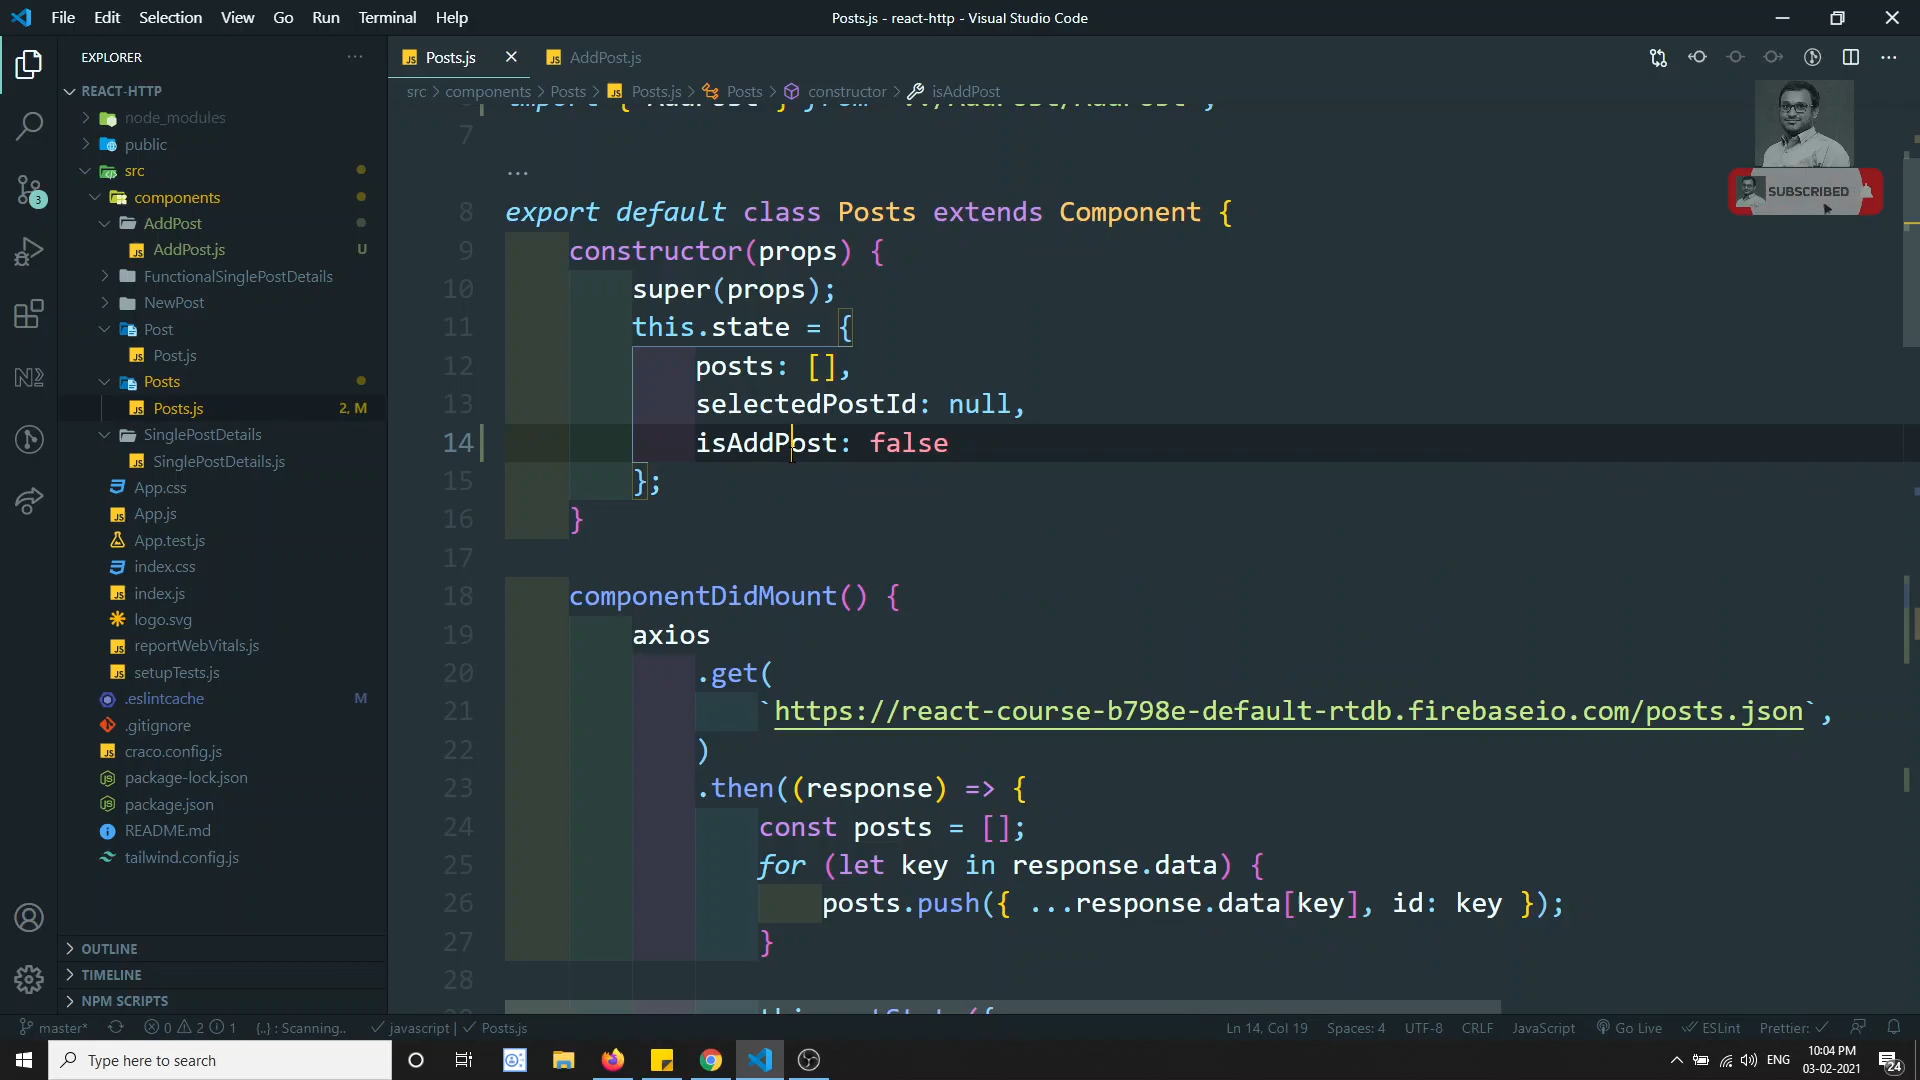 File Edit Selection View Go Run Terminal Help
Posts.js - react-http - Visual Studio Code
EXPLORER
REACT-HTTP
node_modules
public
src
components
AddPost
AddPost.js U
FunctionalSinglePostDetails
NewPost
Post
Post.js
Posts
Posts.js 2, M
SinglePostDetails
SinglePostDetails.js
App.css
App.js
App.test.js
index.css
index.js
logo.svg
reportWebVitals.js
setupTests.js
.eslintcache M
.gitignore
craco.config.js
package-lock.json
package.json
README.md
tailwind.config.js
OUTLINE
TIMELINE
NPM SCRIPTS
3
Posts.js AddPost.js
src > components > Posts > Posts.js > Posts > constructor > isAddPost
SUBSCRIBED
7
...
8 export default class Posts extends Component {
9 constructor(props) {
10 super(props);
11 this.state = {
12 posts: [],
13 selectedPostId: null,
14 isAddPost: false
15 };
16 }
17
18 componentDidMount() {
19 axios
20 .get(
21 `https://react-course-b798e-default-rtdb.firebaseio.com/posts.json`,
22 )
23 .then((response) => {
24 const posts = [];
25 for (let key in response.data) {
26 posts.push({ ...response.data[key], id: key });
27 }
28
master* 0 2 1 {..} : Scanning.. javascript | Posts.js
Ln 14, Col 19 Spaces: 4 UTF-8 CRLF JavaScript Go Live ESLint Prettier:
Type here to search
ENG
10:04 PM
03-02-2021
24